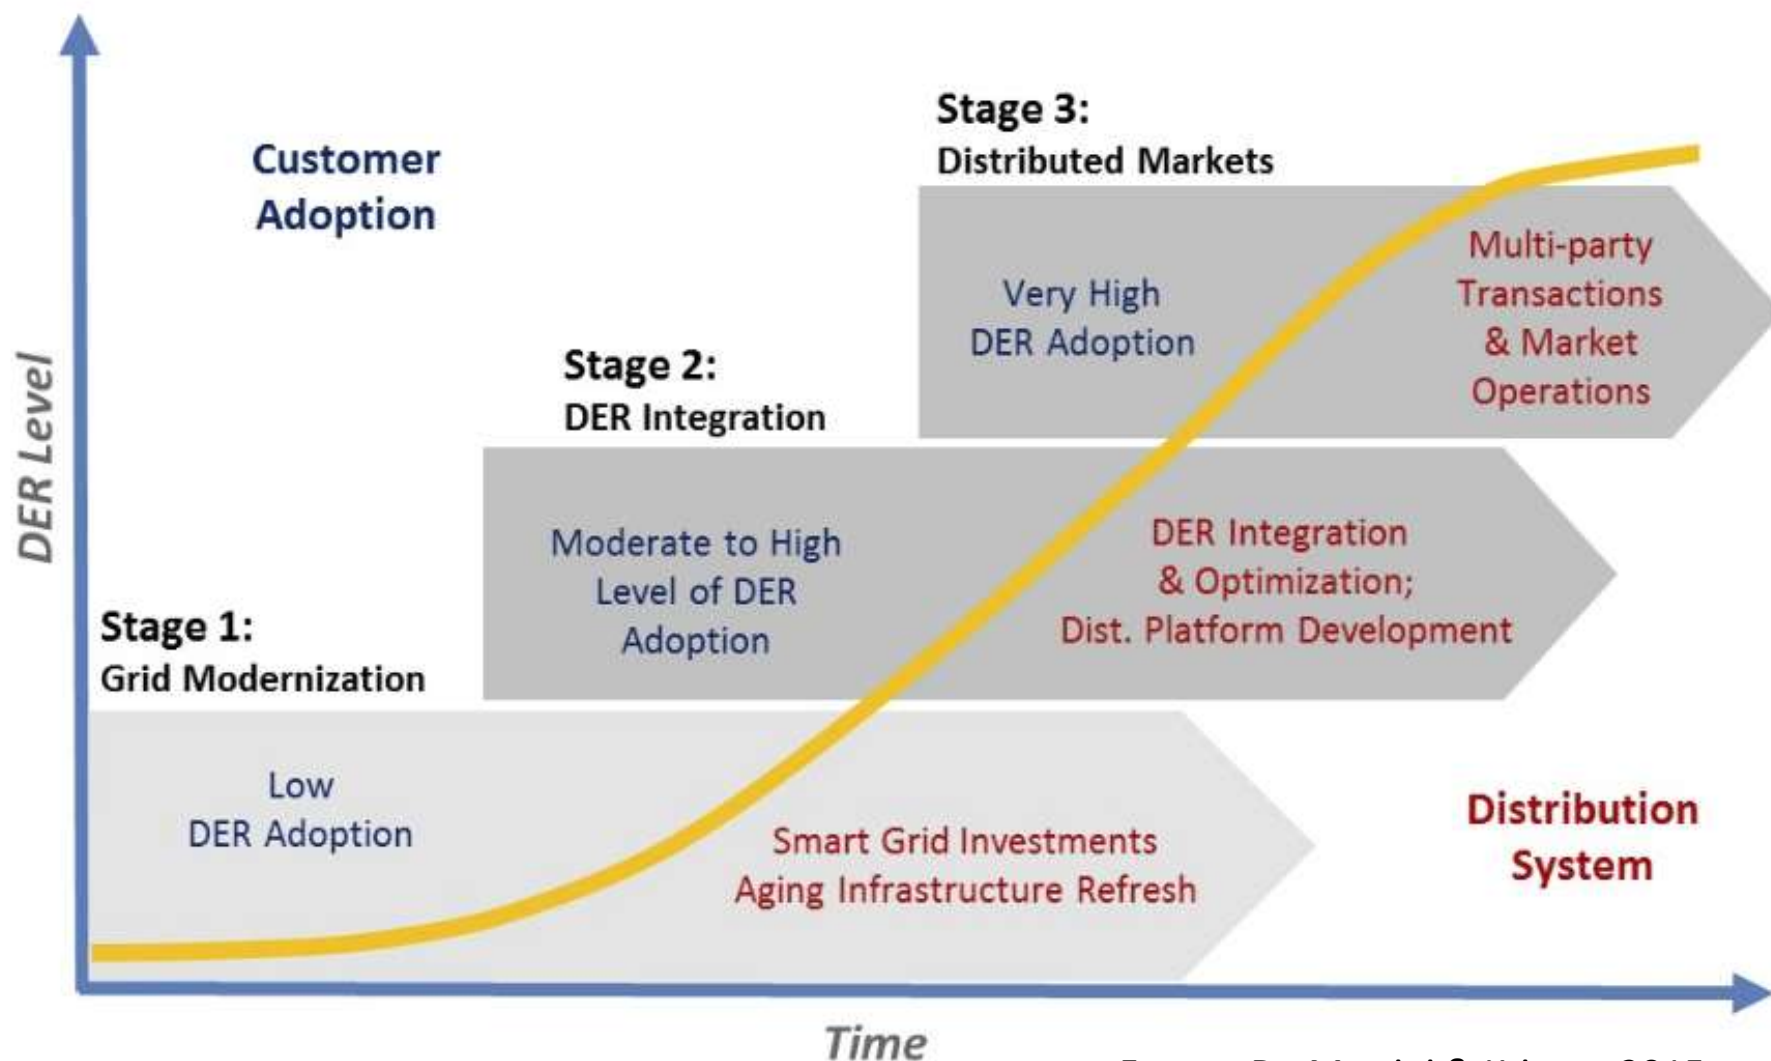 Customer
Adoption
Stage 3:
Distributed Markets
Very High
DER Adoption
Multi-party
Transactions
& Market
Operations
Stage 2:
DER Integration
Moderate to High
Level of DER
Adoption
DER Integration
& Optimization;
Dist. Platform Development
Stage 1:
Grid Modernization
Low
DER Adoption
Smart Grid Investments
Aging Infrastructure Refresh
Distribution
System
DER Level
Time